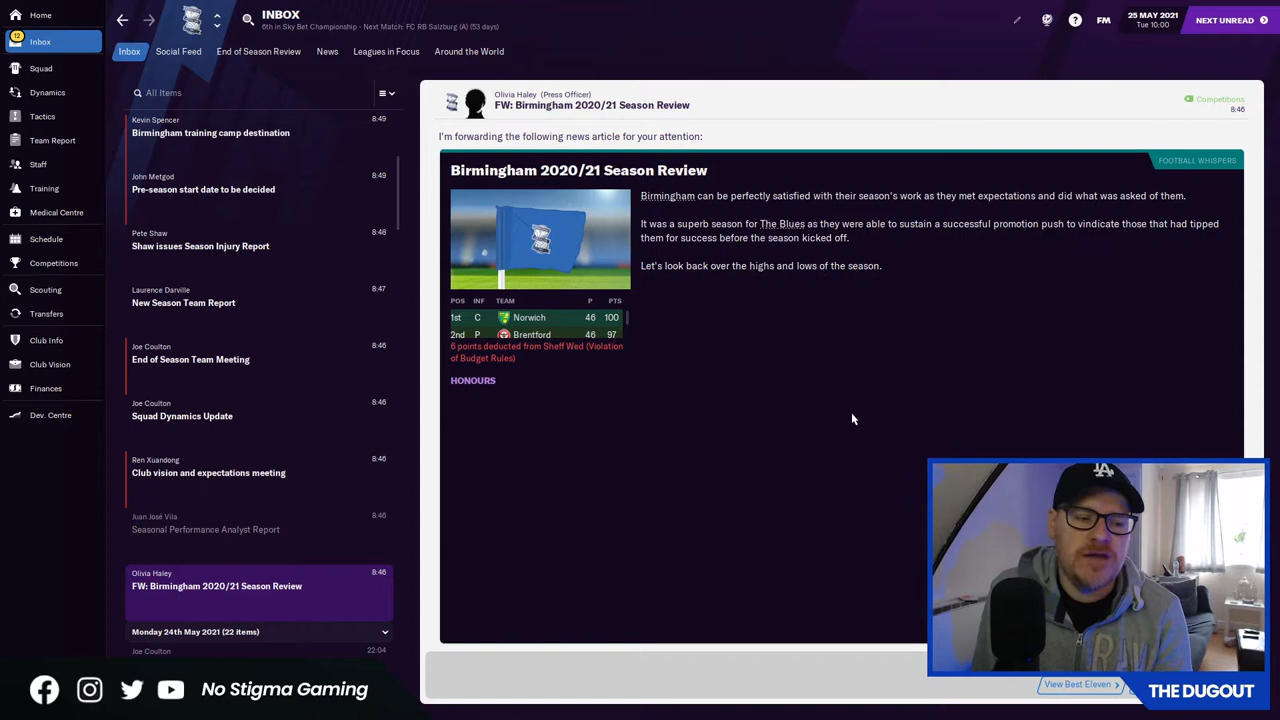 Home
Inbox
12
Squad
Dynamics
Tactics
Team Report
Staff
Training
Medical Centre
Schedule
Competitions
Scouting
Transfers
Club Info
Club Vision
Finances
Dev. Centre
INBOX
6th in Sky Bet Championship - Next Match: FC RB Salzburg (A) (53 days)
FM
25 MAY 2021
Tue 10:00
NEXT UNREAD
Inbox
Social Feed
End of Season Review
News
Leagues in Focus
Around the World
All Items
Kevin Spencer 8:49
Birmingham training camp destination
John Metgod 8:49
Pre-season start date to be decided
Pete Shaw 8:48
Shaw issues Season Injury Report
Laurence Darville 8:47
New Season Team Report
Joe Coulton 8:46
End of Season Team Meeting
Joe Coulton 8:46
Squad Dynamics Update
Ren Xuandong 8:46
Club vision and expectations meeting
Juan José Vila 8:46
Seasonal Performance Analyst Report
Olivia Haley 8:46
FW: Birmingham 2020/21 Season Review
Monday 24th May 2021 (22 items)
Joe Coulton 22:04
Olivia Haley (Press Officer)
FW: Birmingham 2020/21 Season Review
Competitions
8:46
I'm forwarding the following news article for your attention:
FOOTBALL WHISPERS
Birmingham 2020/21 Season Review
Birmingham can be perfectly satisfied with their season's work as they met expectations and did what was asked of them.
It was a superb season for The Blues as they were able to sustain a successful promotion push to vindicate those that had tipped
them for success before the season kicked off.
Let's look back over the highs and lows of the season.
POS INF TEAM P PTS
1st C Norwich 46 100
2nd P Brentford 46 97
6 points deducted from Sheff Wed (Violation
of Budget Rules)
HONOURS
View Best Eleven
LA
No Stigma Gaming
THE DUGOUT